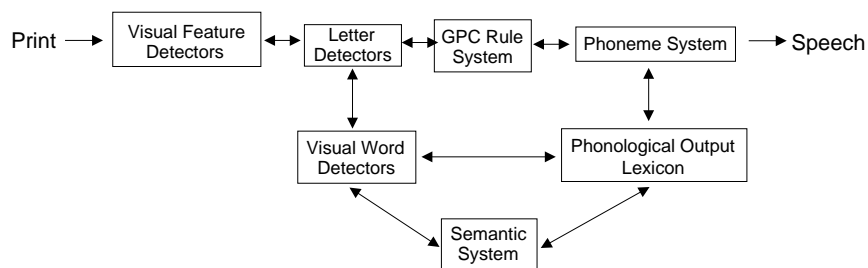 Print
Visual Feature
Detectors
Letter
Detectors
GPC Rule
System
Phoneme System
Speech
Visual Word
Detectors
Phonological Output
Lexicon
Semantic
System